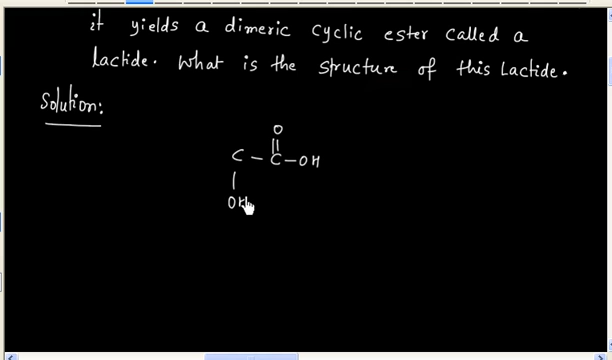 it yields a dimeric cyclic ester called a
lactide. What is the structure of this Lactide.
Solution:
O
C - C - OH
OH